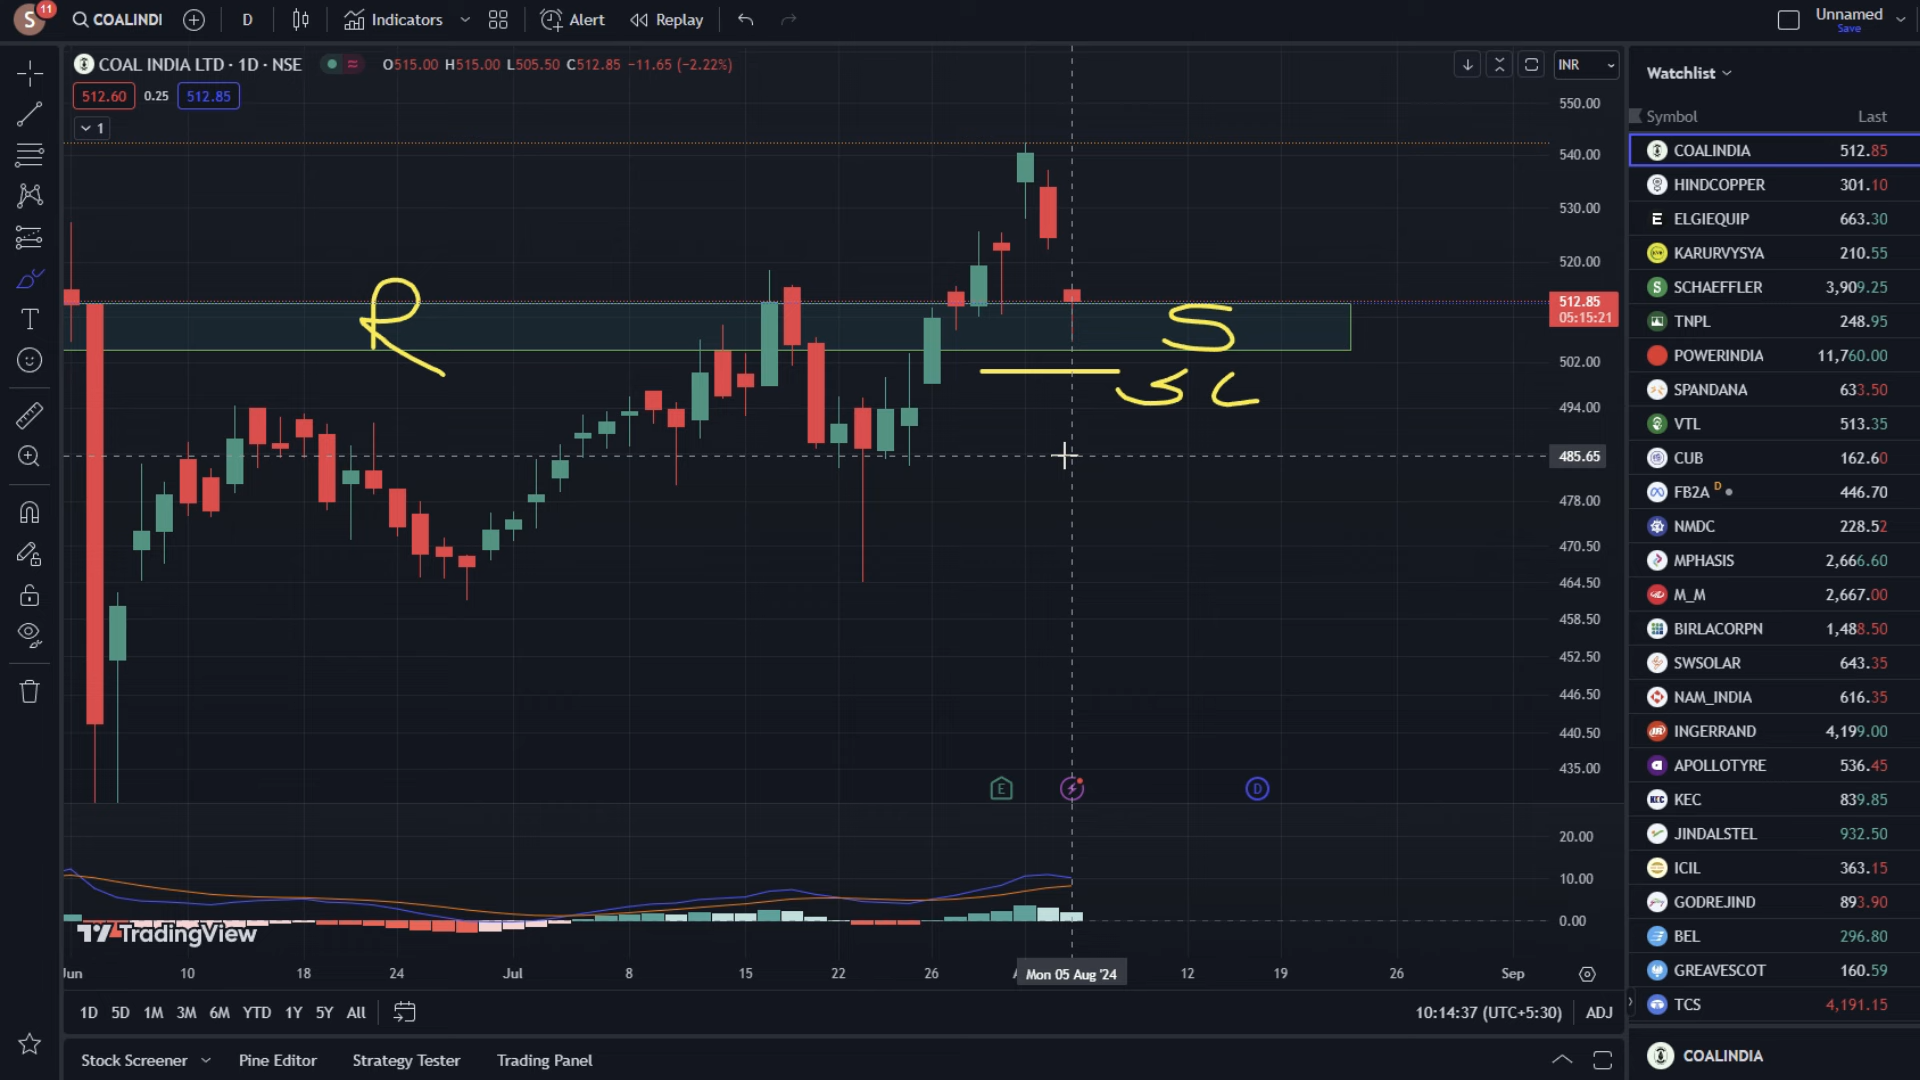 S 11 COALINDI D Indicators Alert Replay Unnamed
Save
COAL INDIA LTD · 1D · NSE O515.00 H515.00 L505.50 C512.85 −11.65 (−2.22%) INR
512.60 0.25 512.85
1
R
S
SL
550.00
540.00
530.00
520.00
512.85
05:15:21
502.00
494.00
485.65
478.00
470.50
464.50
458.50
452.50
446.50
440.50
435.00
E D
20.00
10.00
0.00
TradingView
Jun 10 18 24 Jul 8 15 22 26 A Mon 05 Aug '24 12 19 26 Sep
1D 5D 1M 3M 6M YTD 1Y 5Y All 10:14:37 (UTC+5:30) ADJ
Stock Screener Pine Editor Strategy Tester Trading Panel
Watchlist
Symbol Last
COALINDIA 512.85
HINDCOPPER 301.10
ELGIEQUIP 663.30
KARURVYSYA 210.55
SCHAEFFLER 3,909.25
TNPL 248.95
POWERINDIA 11,760.00
SPANDANA 633.50
VTL 513.35
CUB 162.60
FB2A D 446.70
NMDC 228.52
MPHASIS 2,666.60
M_M 2,667.00
BIRLACORPN 1,488.50
SWSOLAR 643.35
NAM_INDIA 616.35
INGERRAND 4,199.00
APOLLOTYRE 536.45
KEC 839.85
JINDALSTEL 932.50
ICIL 363.15
GODREJIND 893.90
BEL 296.80
GREAVESCOT 160.59
TCS 4,191.15
COALINDIA